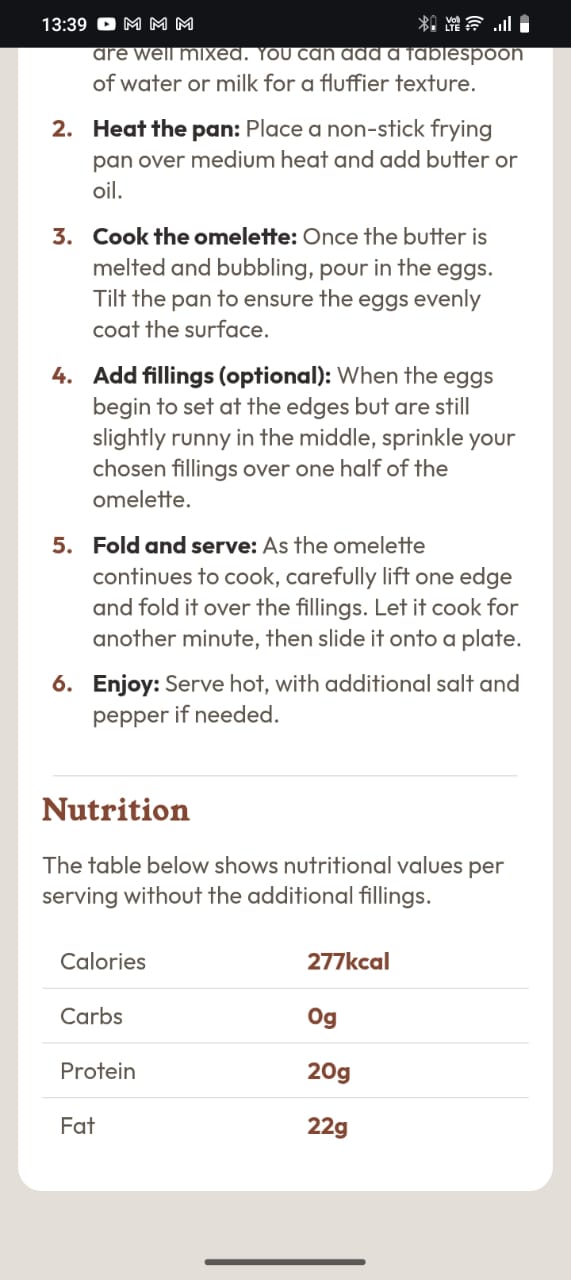 13:39
Vo)) LTE
are well mixed. You can add a tablespoon
of water or milk for a fluffier texture.
2. Heat the pan: Place a non-stick frying
pan over medium heat and add butter or
oil.
3. Cook the omelette: Once the butter is
melted and bubbling, pour in the eggs.
Tilt the pan to ensure the eggs evenly
coat the surface.
4. Add fillings (optional): When the eggs
begin to set at the edges but are still
slightly runny in the middle, sprinkle your
chosen fillings over one half of the
omelette.
5. Fold and serve: As the omelette
continues to cook, carefully lift one edge
and fold it over the fillings. Let it cook for
another minute, then slide it onto a plate.
6. Enjoy: Serve hot, with additional salt and
pepper if needed.
Nutrition
The table below shows nutritional values per
serving without the additional fillings.
Calories 277kcal
Carbs 0g
Protein 20g
Fat 22g